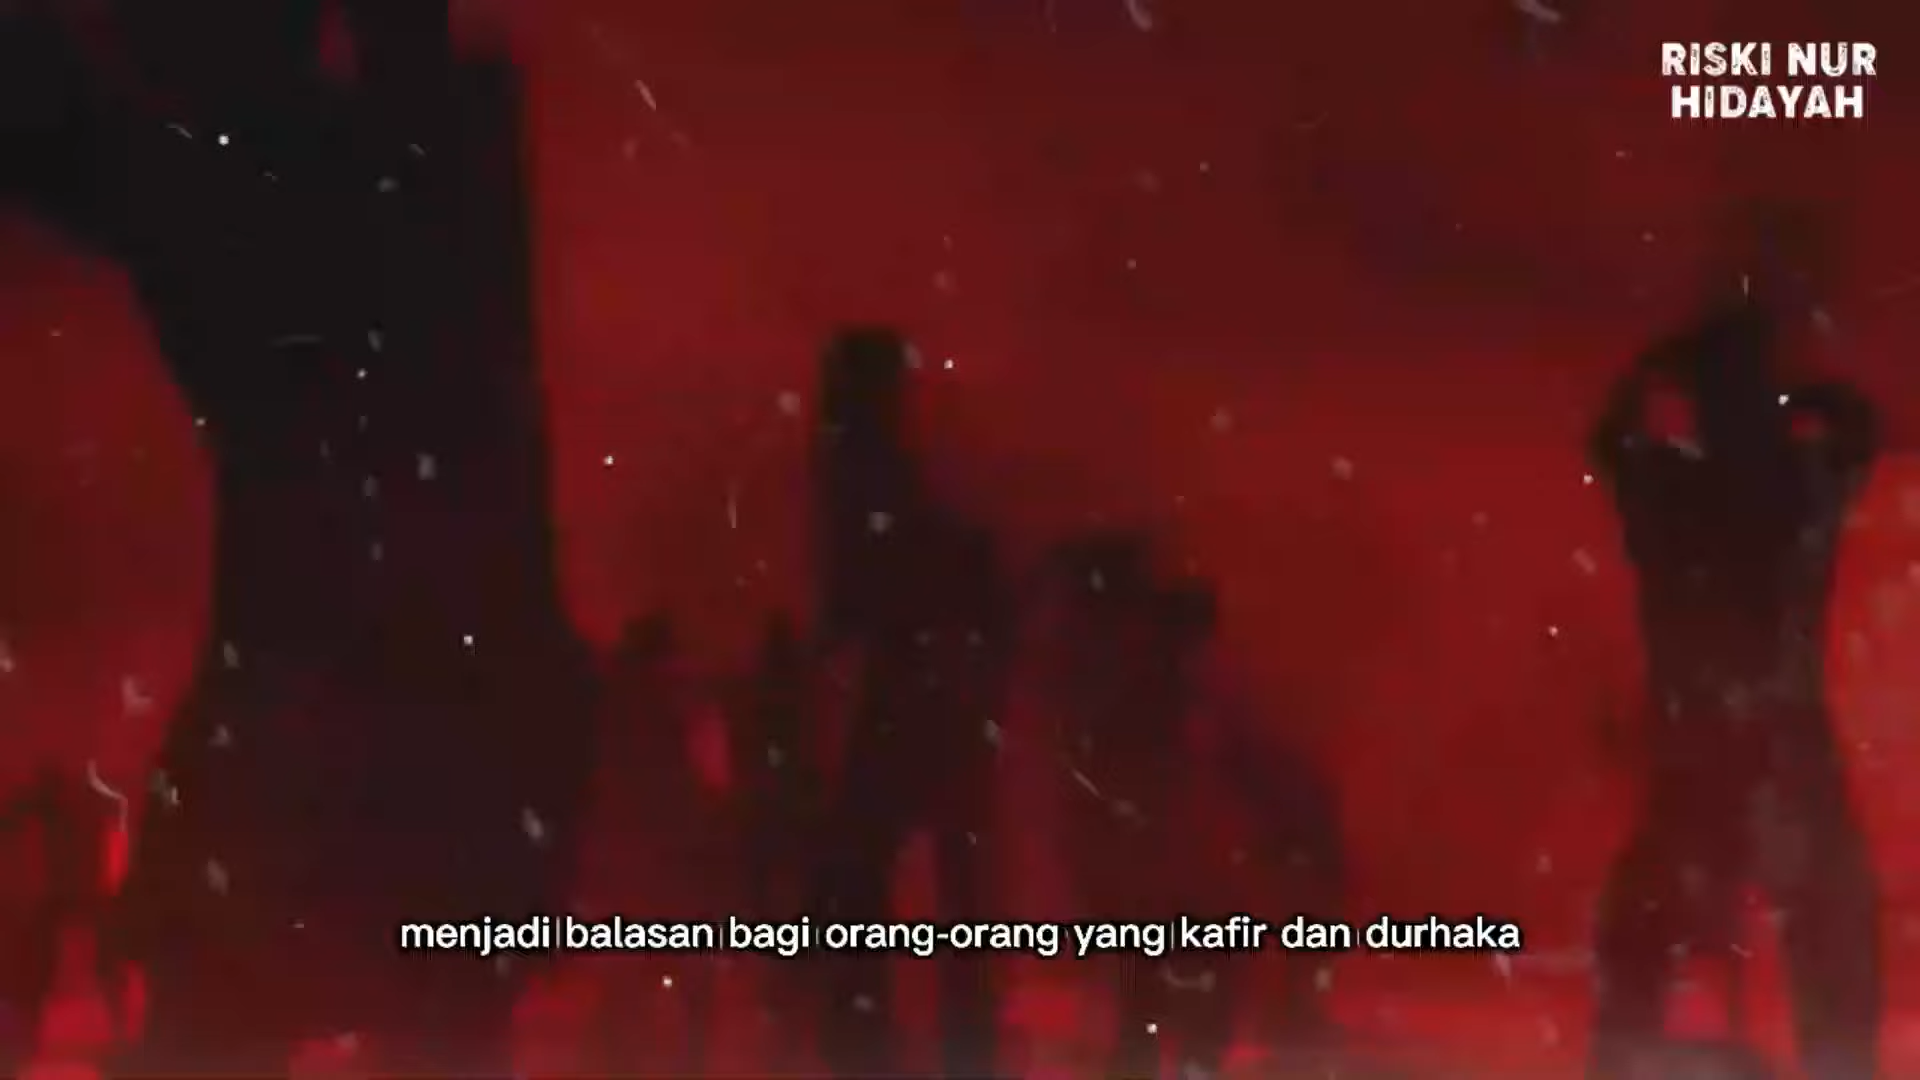 RISKI NUR
HIDAYAH
menjadi balasan bagi orang-orang yang kafir dan durhaka